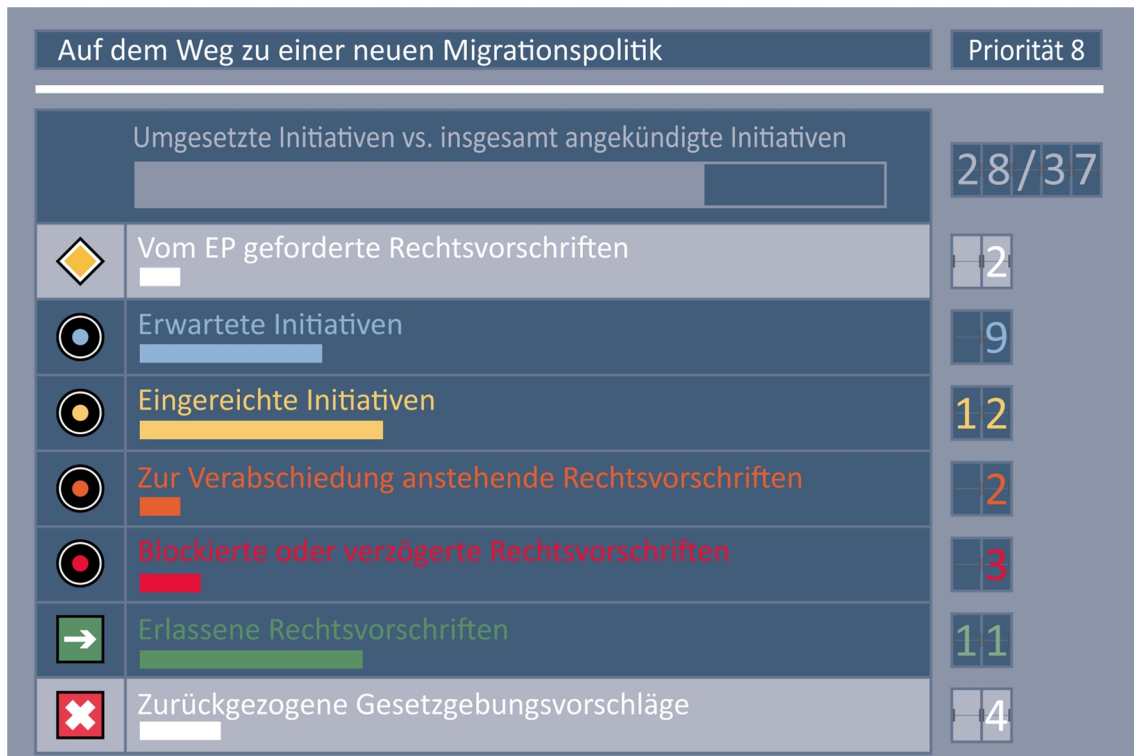 Auf dem Weg zu einer neuen Migrationspolitik
Priorität 8
Umgesetzte Initiativen vs. insgesamt angekündigte Initiativen
28/37
Vom EP geforderte Rechtsvorschriften
2
Erwartete Initiativen
9
Eingereichte Initiativen
12
Zur Verabschiedung anstehende Rechtsvorschriften
2
Blockierte oder verzögerte Rechtsvorschriften
3
Erlassene Rechtsvorschriften
11
Zurückgezogene Gesetzgebungsvorschläge
4